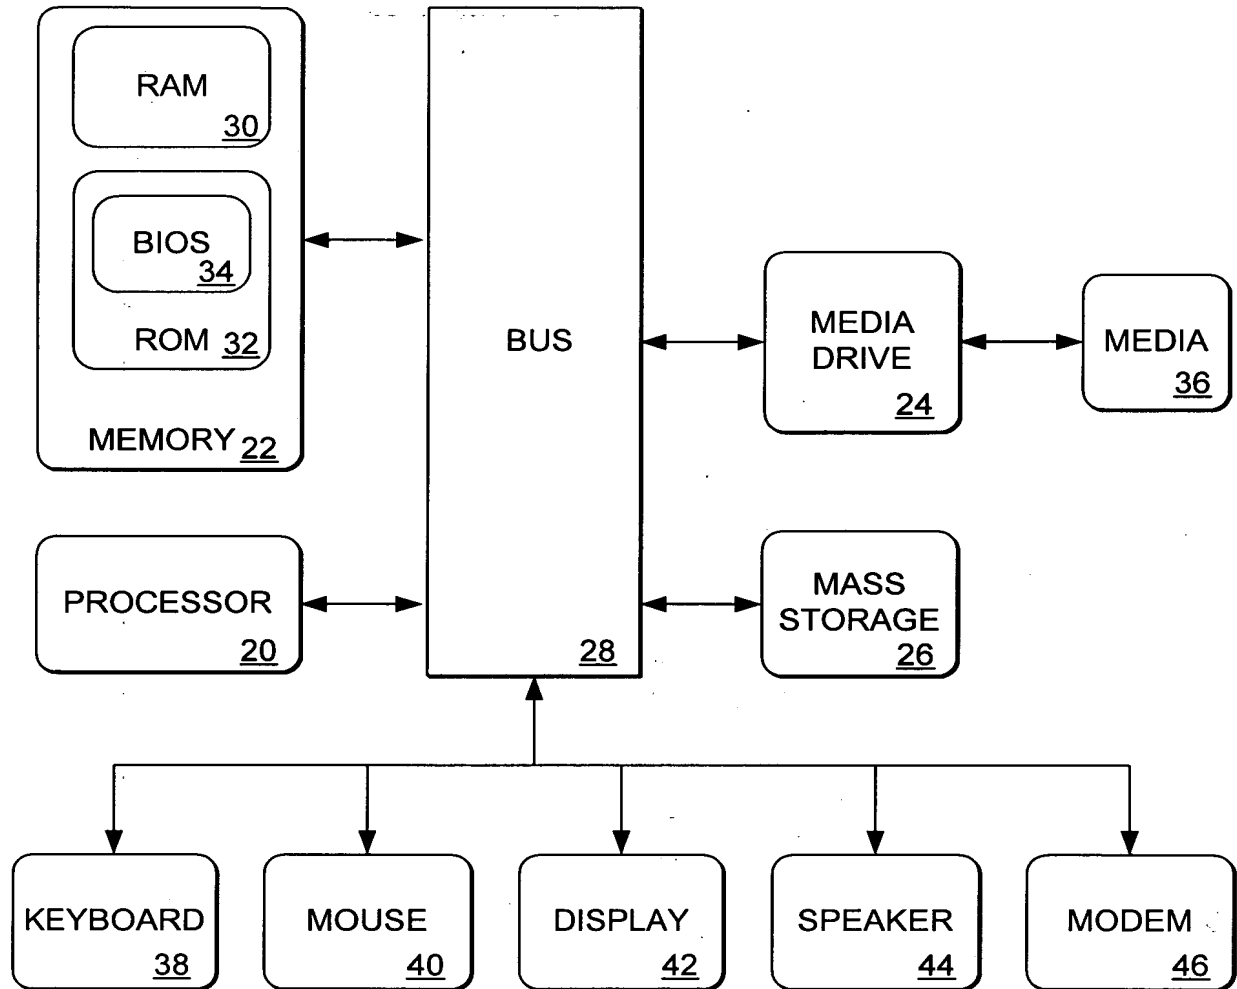 RAM
30
BIOS
34
ROM 32
MEMORY 22
BUS
28
MEDIA
DRIVE
24
MEDIA
36
PROCESSOR
20
MASS
STORAGE
26
KEYBOARD
38
MOUSE
40
DISPLAY
42
SPEAKER
44
MODEM
46